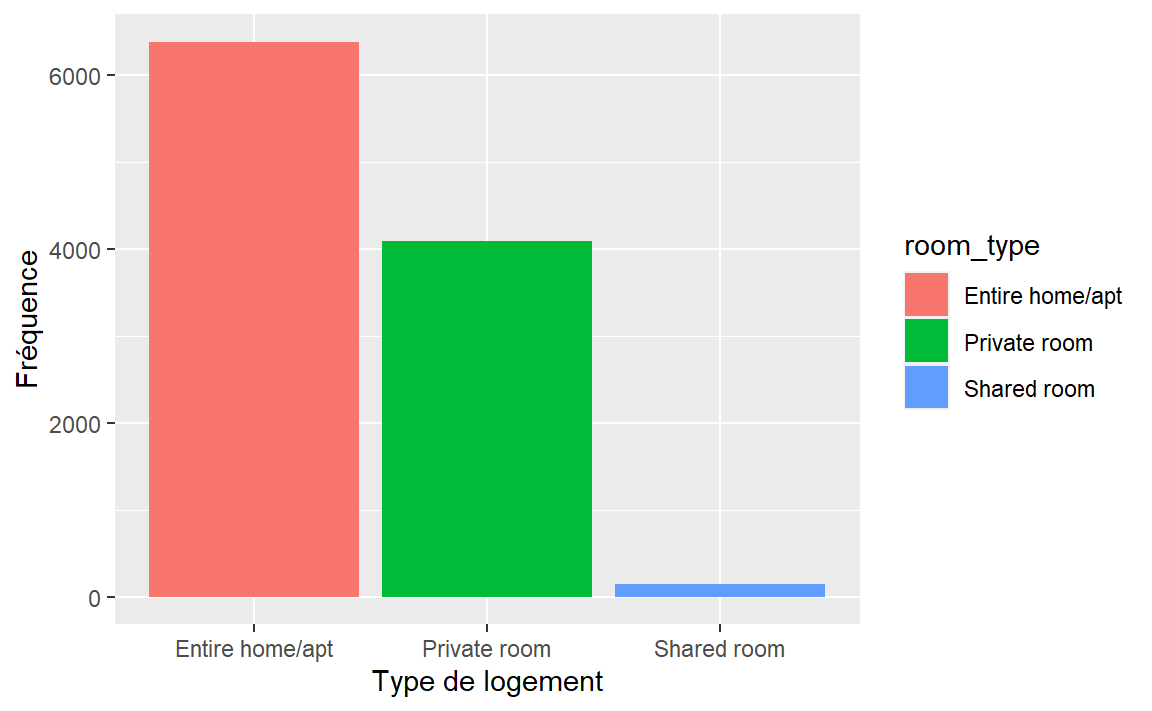 6000
4000
2000
0
Fréquence
Entire home/apt
Private room
Shared room
Type de logement
room_type
Entire home/apt
Private room
Shared room